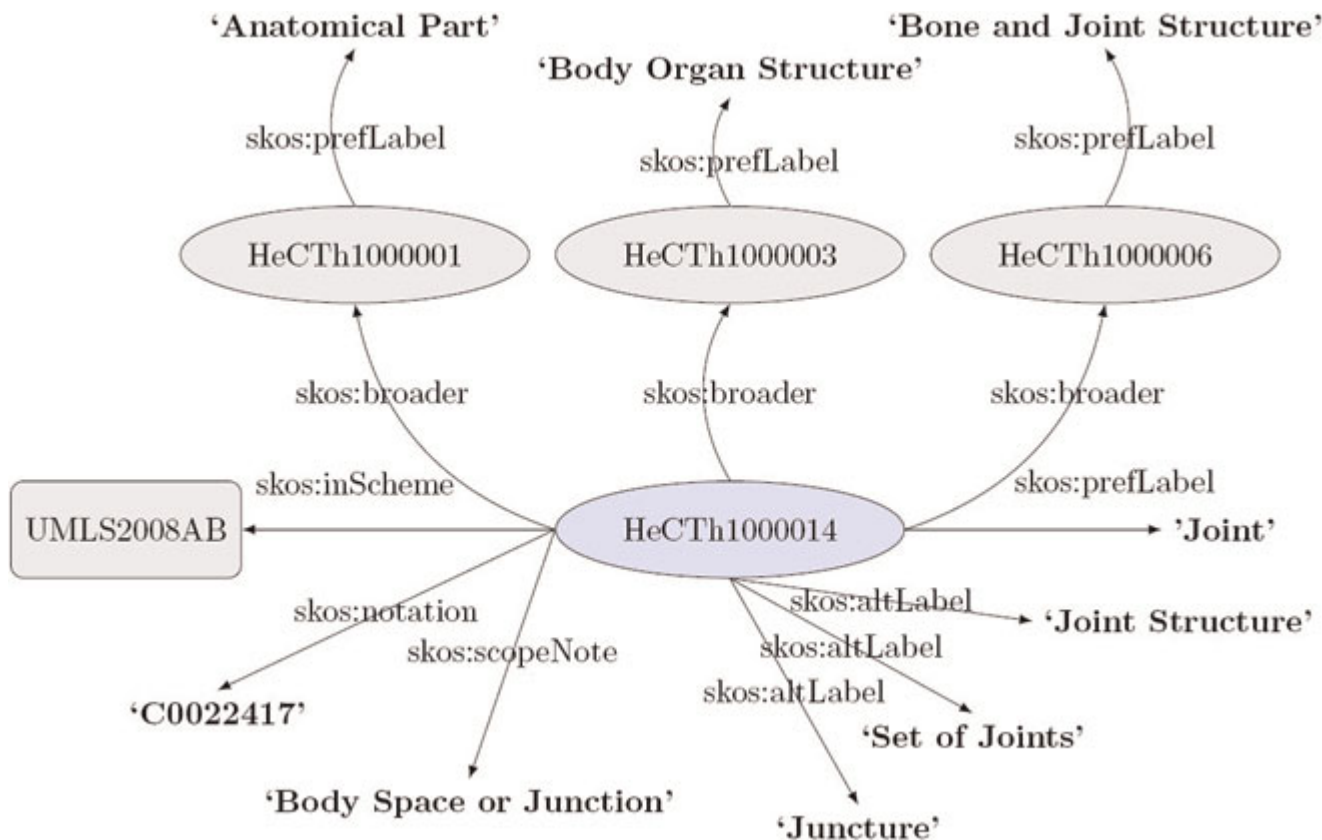 ‘Anatomical Part’
‘Bone and Joint Structure’
‘Body Organ Structure’
skos:prefLabel
skos:prefLabel
skos:prefLabel
HeCTh1000001
HeCTh1000003
HeCTh1000006
skos:broader
skos:broader
skos:broader
skos:inScheme
skos:prefLabel
UMLS2008AB
HeCTh1000014
'Joint'
skos:notation
skos:altLabel
‘Joint Structure’
skos:scopeNote
skos:altLabel
skos:altLabel
‘C0022417’
‘Set of Joints’
‘Body Space or Junction’
‘Juncture’